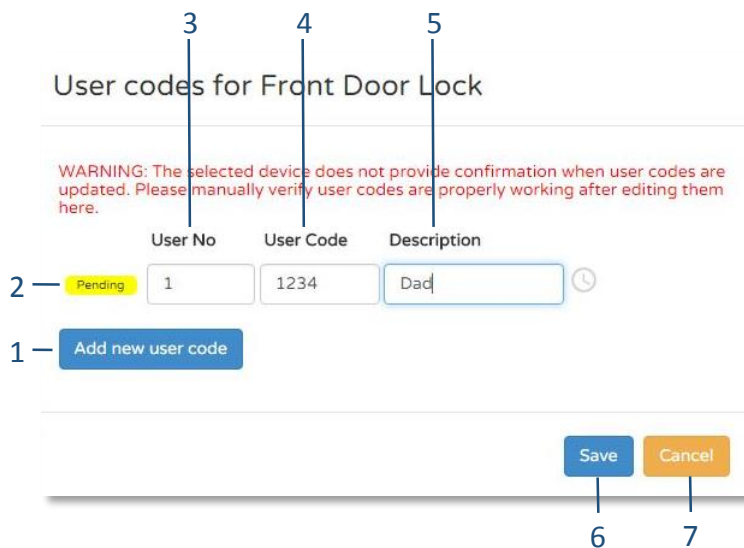 3 4 5
User codes for Front Door Lock
WARNING: The selected device does not provide confirmation when user codes are
updated. Please manually verify user codes are properly working after editing them
here.
User No User Code Description
2 Pending 1 1234 Dad
1 Add new user code
Save Cancel
6 7